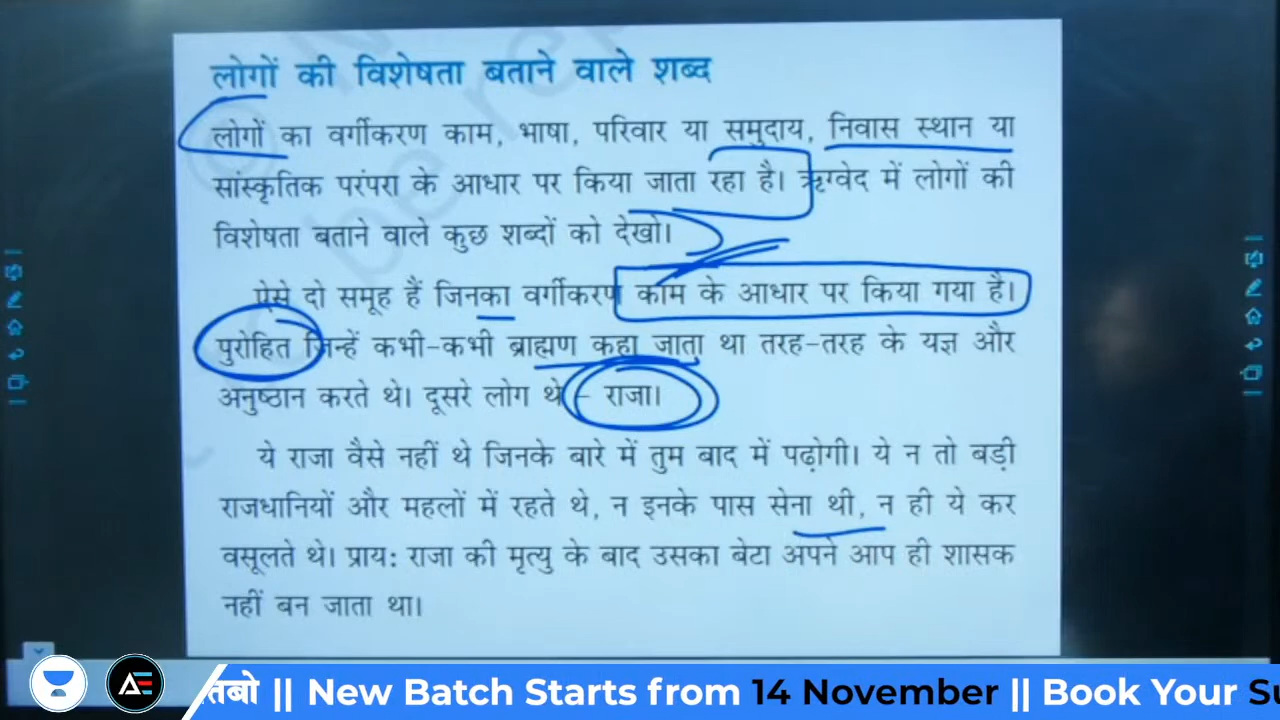 लोगों की विशेषता बताने वाले शब्द
लोगों का वर्गीकरण काम, भाषा, परिवार या समुदाय, निवास स्थान या
सांस्कृतिक परंपरा के आधार पर किया जाता रहा है। ऋग्वेद में लोगों की
विशेषता बताने वाले कुछ शब्दों को देखो।
ऐसे दो समूह हैं जिनका वर्गीकरण काम के आधार पर किया गया है।
पुरोहित जिन्हें कभी-कभी ब्राह्मण कहा जाता था तरह-तरह के यज्ञ और
अनुष्ठान करते थे। दूसरे लोग थे - राजा।
ये राजा वैसे नहीं थे जिनके बारे में तुम बाद में पढ़ोगी। ये न तो बड़ी
राजधानियों और महलों में रहते थे, न इनके पास सेना थी, न ही ये कर
वसूलते थे। प्राय: राजा की मृत्यु के बाद उसका बेटा अपने आप ही शासक
नहीं बन जाता था।
AE तबो || New Batch Starts from 14 November || Book Your Su